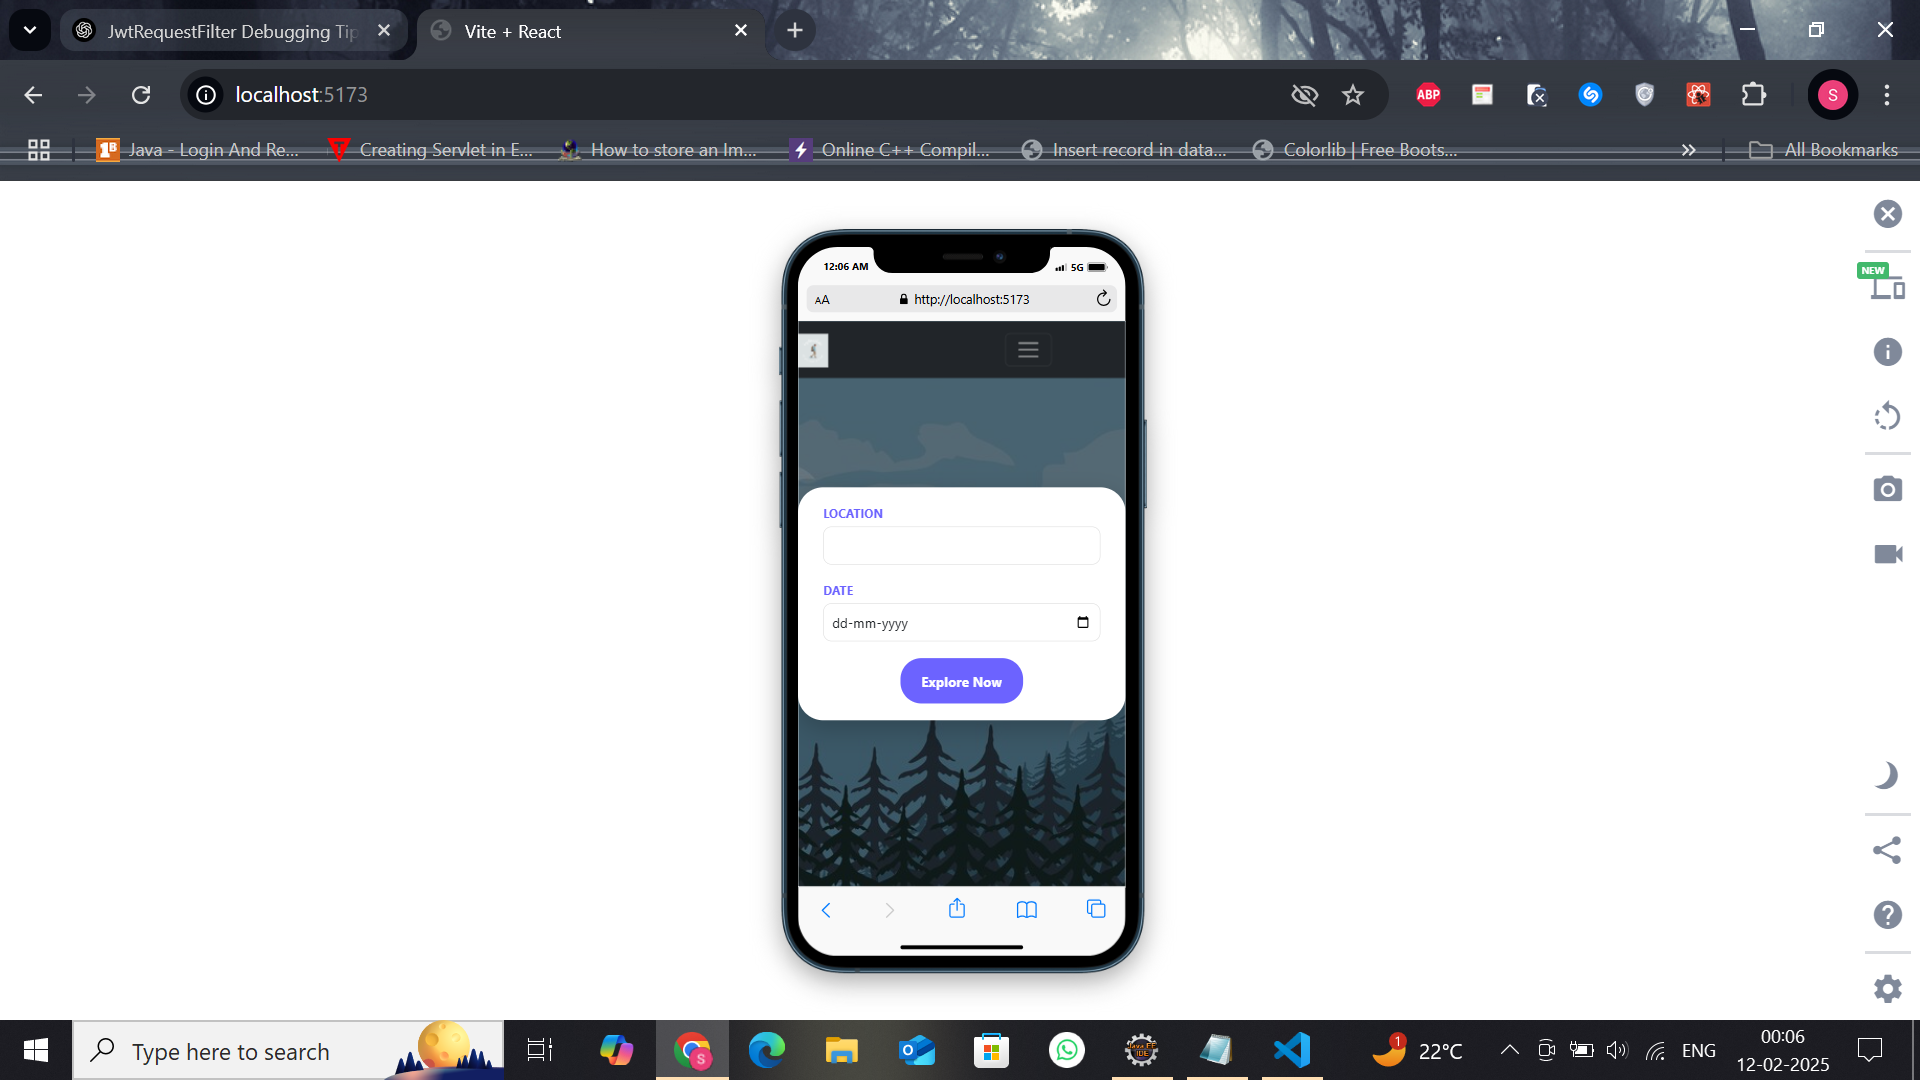 JwtRequestFilter Debugging Tip
Vite + React
localhost:5173
ABP
S
Java - Login And Re...
Creating Servlet in E...
How to store an Im...
Online C++ Compil...
Insert record in data...
Colorlib | Free Boots...
All Bookmarks
NEW
12:06 AM
5G
AA
http://localhost:5173
LOCATION
DATE
dd-mm-yyyy
Explore Now
Type here to search
S
Java EE
IDE
1
22°C
ENG
00:06
12-02-2025